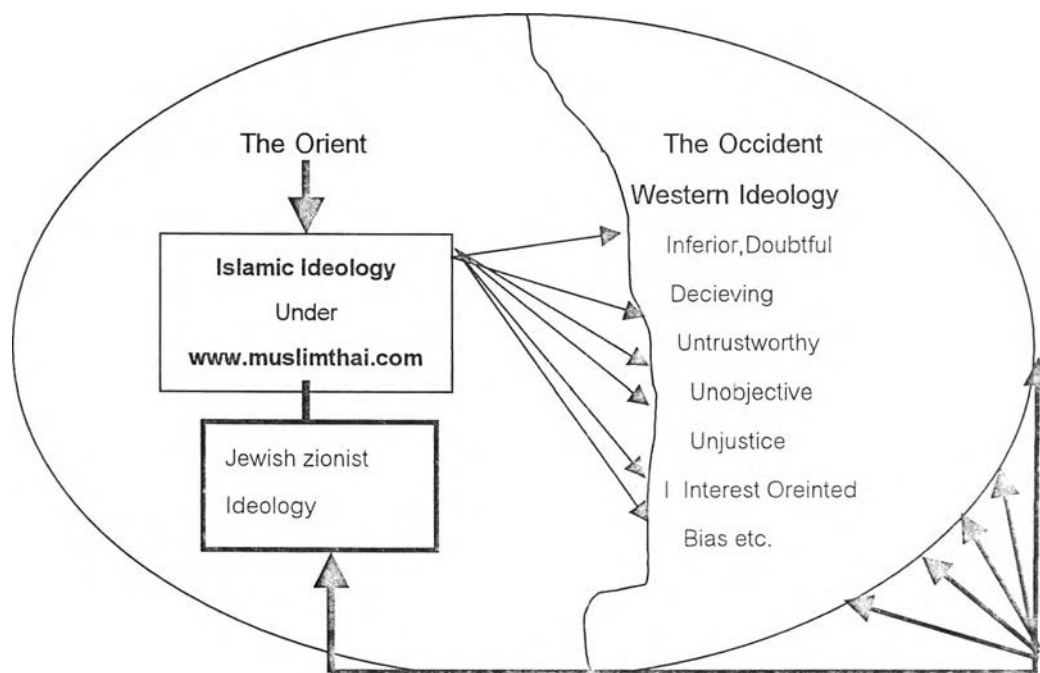 The Orient
Islamic Ideology
Under
www.muslimthai.com
Jewish zionist
Ideology
The Occident
Western Ideology
Inferior,Doubtful
Decieving
Untrustworthy
Unobjective
Unjustice
I Interest Oreinted
Bias etc.